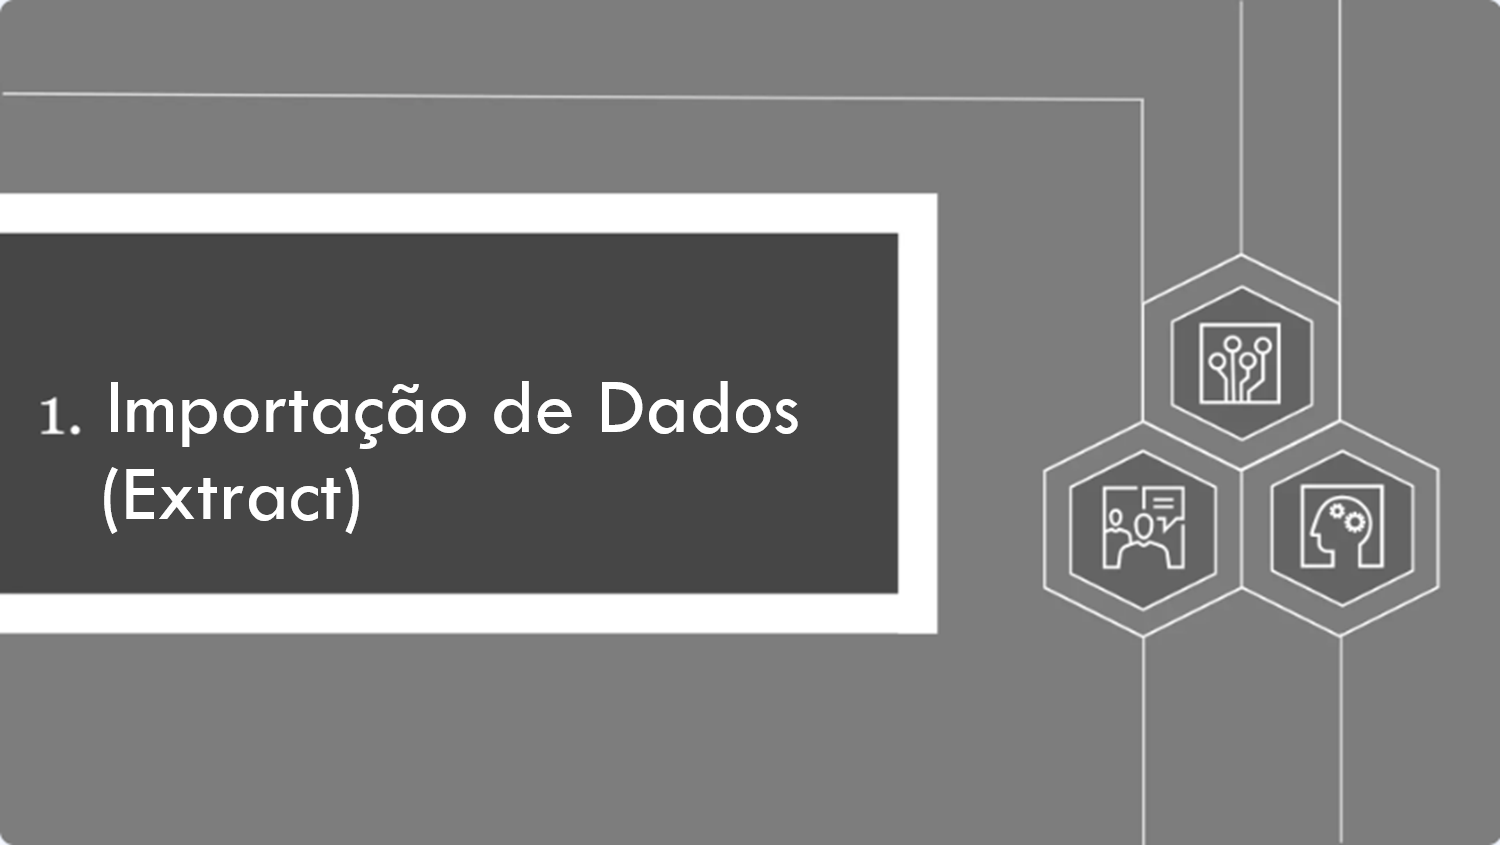 1. Importação de Dados
(Extract)